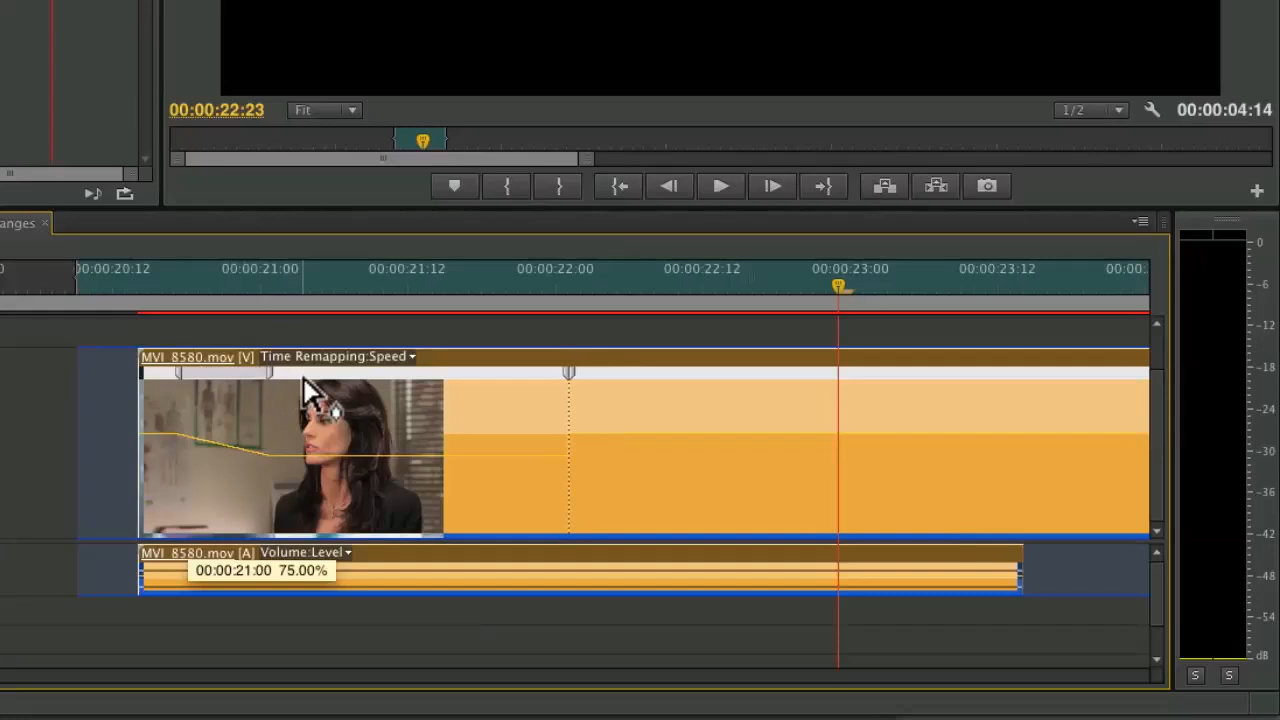 00:00:22:23 Fit 1/2 00:00:04:14
anges ×
0 00:00:20:12 00:00:21:00 00:00:21:12 00:00:22:00 00:00:22:12 00:00:23:00 00:00:23:12 00:00:
MVI_8580.mov [V] Time Remapping:Speed
MVI_8580.mov [A] Volume:Level
00:00:21:00 75.00%
0
-6
-12
-18
-24
-30
-36
-42
-48
-54
dB
S S